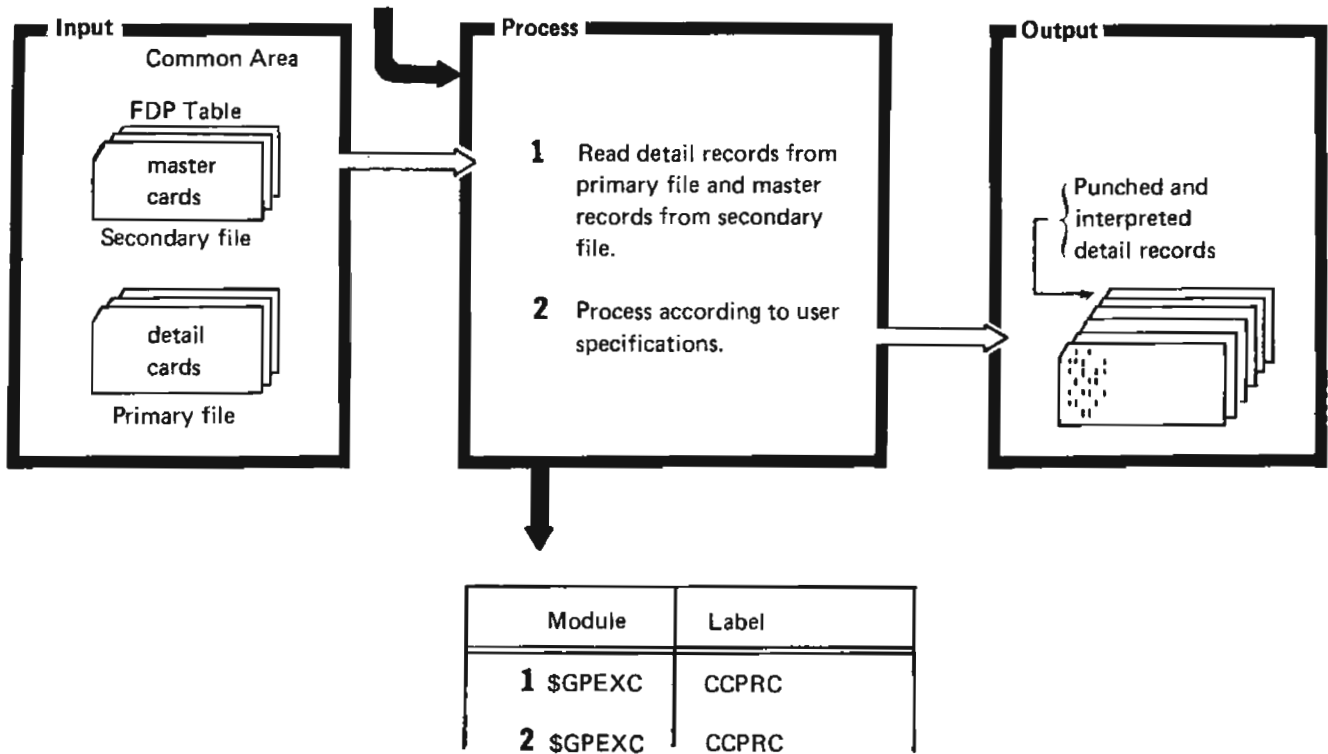 Input
Common Area
FDP Table
master
cards
Secondary file
detail
cards
Primary file
Process
1 Read detail records from
primary file and master
records from secondary
file.
2 Process according to user
specifications.
Output
Punched and
interpreted
detail records
Module Label
1 $GPEXC CCPRC
2 $GPEXC CCPRC